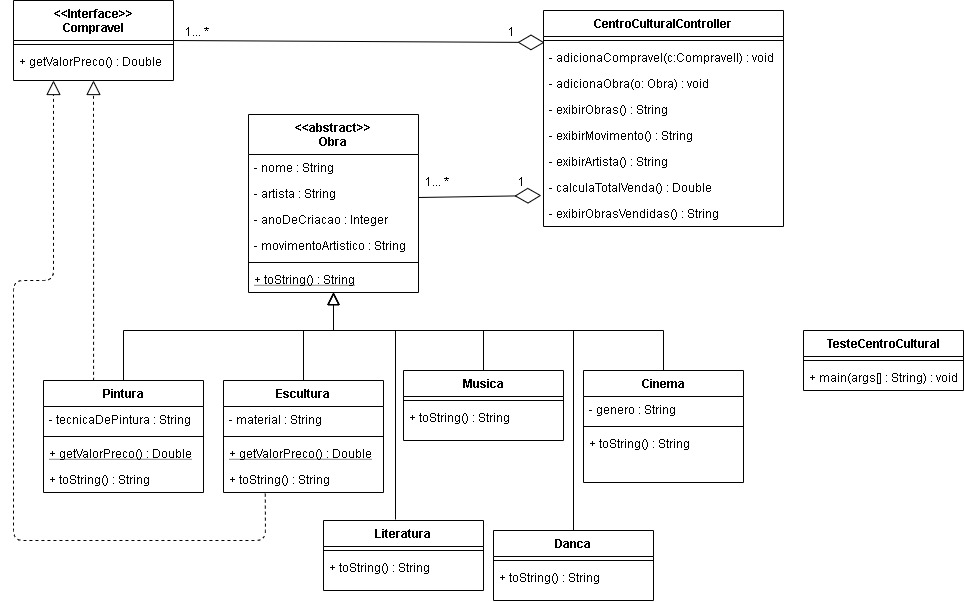 <<Interface>>
Compravel
+ getValorPreco() : Double
1... *
1
CentroCulturalController
- adicionaCompravel(c:Compravell) : void
- adicionaObra(o: Obra) : void
- exibirObras() : String
- exibirMovimento() : String
- exibirArtista() : String
- calculaTotalVenda() : Double
- exibirObrasVendidas() : String
<<abstract>>
Obra
- nome : String
- artista : String
- anoDeCriacao : Integer
- movimentoArtistico : String
+ toString() : String
1... *
1
TesteCentroCultural
+ main(args[] : String) : void
Pintura
- tecnicaDePintura : String
+ getValorPreco() : Double
+ toString() : String
Escultura
- material : String
+ getValorPreco() : Double
+ toString() : String
Musica
+ toString() : String
Cinema
- genero : String
+ toString() : String
Literatura
+ toString() : String
Danca
+ toString() : String